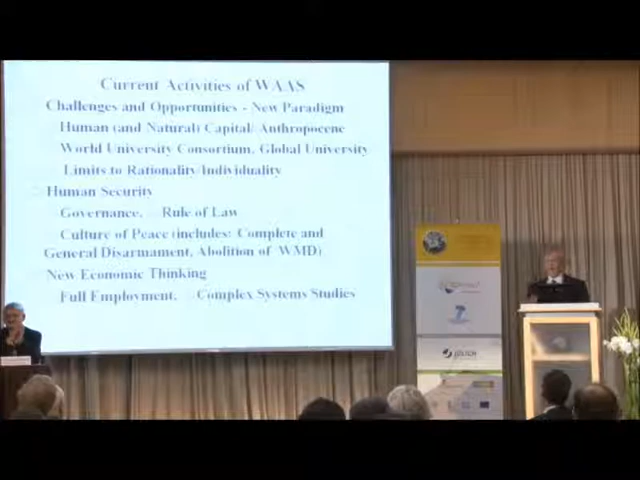 Current Activities of WAAS
Challenges and Opportunities - New Paradigm
Human (and Natural) Capital/Anthropocene
World University Consortium, Global University
Limits to Rationality/Individuality
Human Security
Governance, Rule of Law
Culture of Peace (includes: Complete and
General Disarmament, Abolition of WMD)
New Economic Thinking
Full Employment, Complex Systems Studies